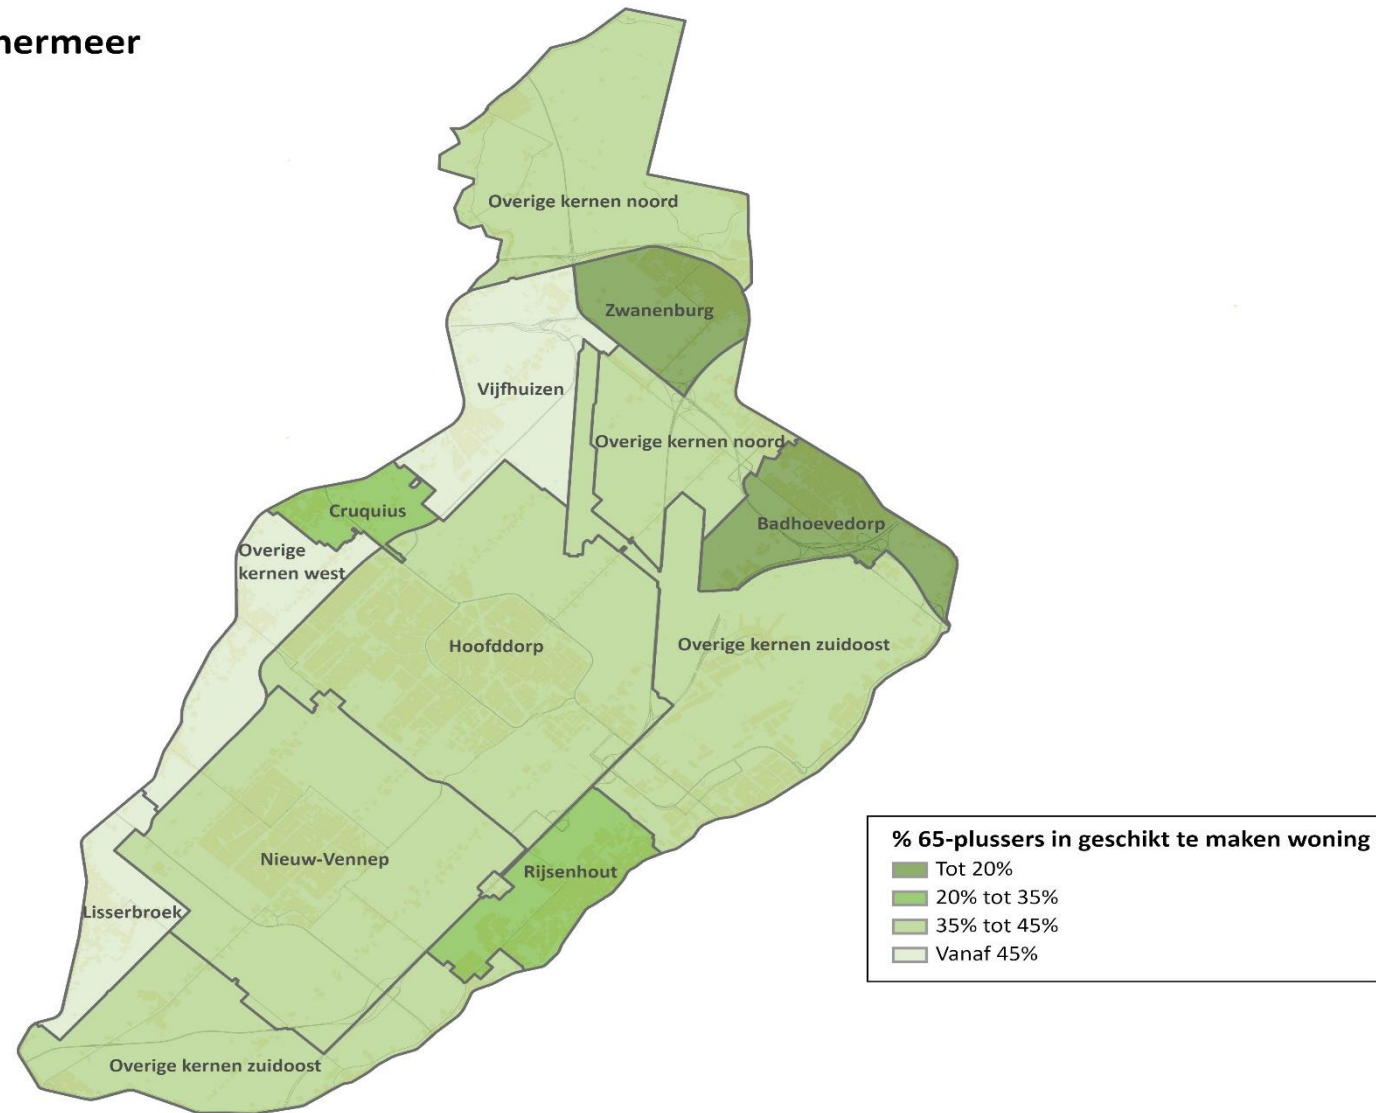 nermeer
Overige kernen noord
Zwanenburg
Vijfhuizen
Overige kernen noord
Cruquius
Badhoevedorp
Overige
kernen west
Hoofddorp
Overige kernen zuidoost
Nieuw-Vennep
Rijsenhout
Lisserbroek
Overige kernen zuidoost
% 65-plussers in geschikt te maken woning
Tot 20%
20% tot 35%
35% tot 45%
Vanaf 45%